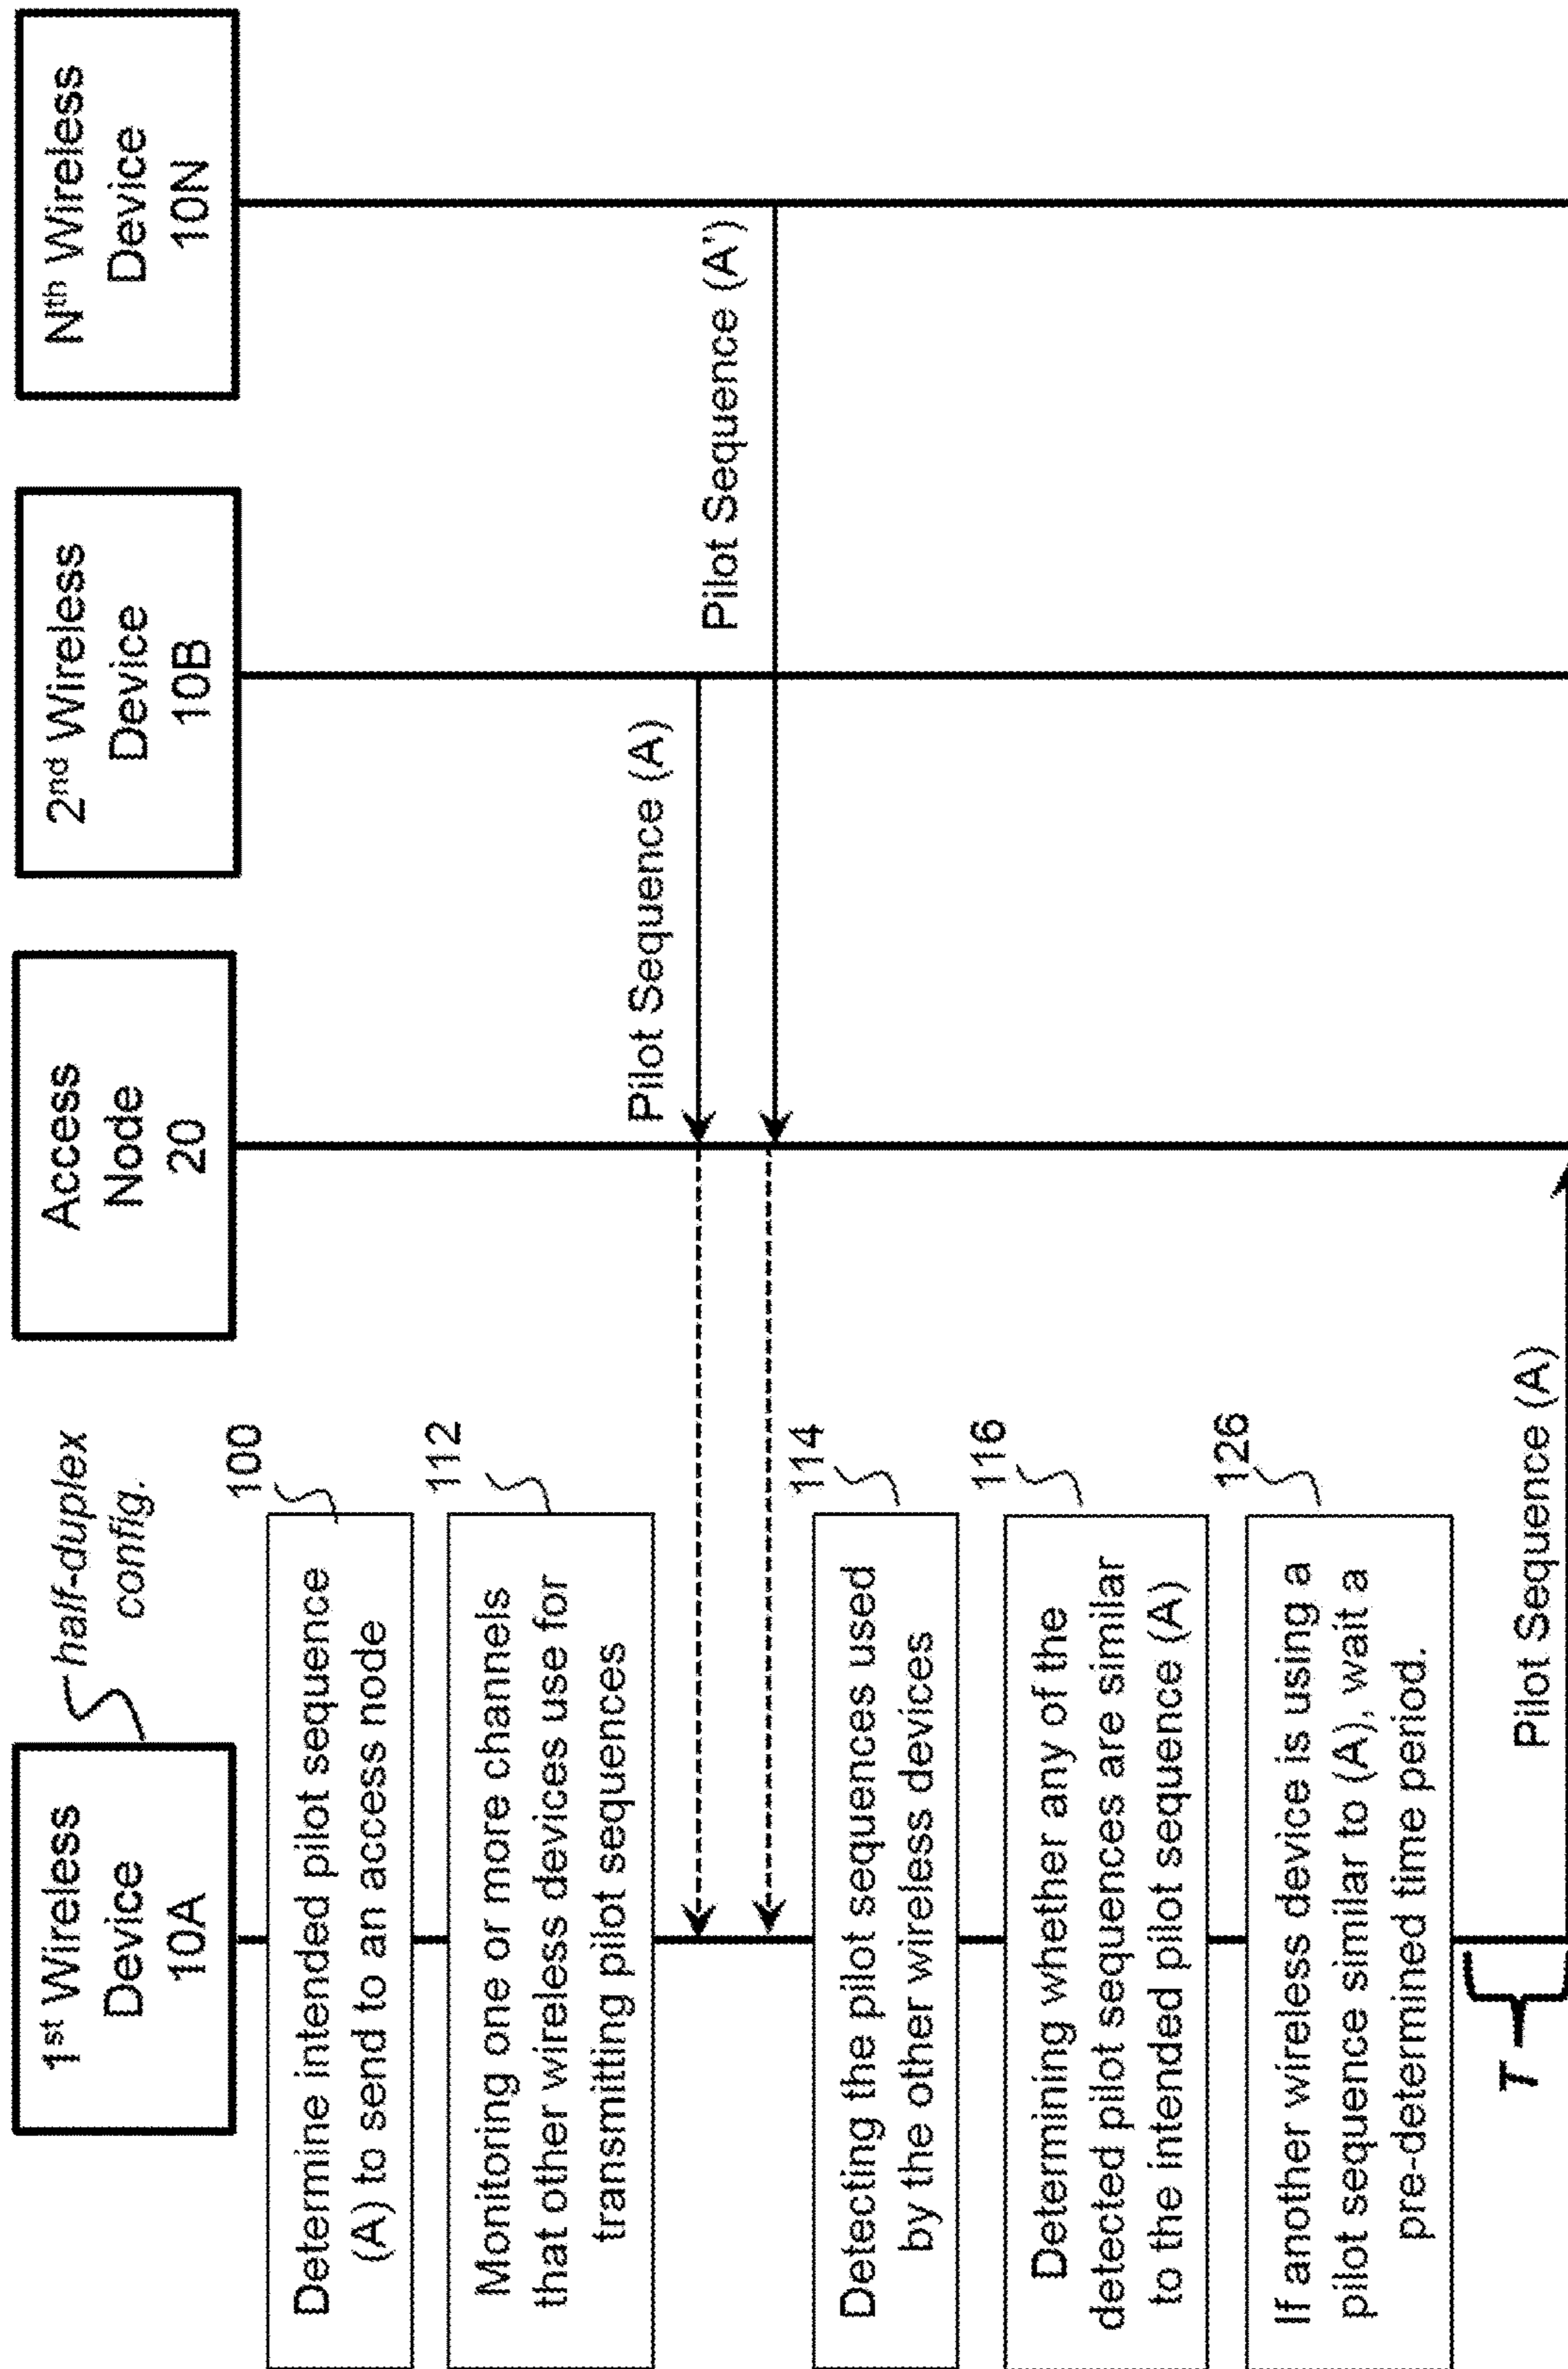 1st Wireless
Device
10A
half-duplex
config.
Access
Node
20
2nd Wireless
Device
10B
Nth Wireless
Device
10N
100
Determine intended pilot sequence
(A) to send to an access node
112
Monitoring one or more channels
that other wireless devices use for
transmitting pilot sequences
Pilot Sequence (A)
Pilot Sequence (A')
114
Detecting the pilot sequences used
by the other wireless devices
116
Determining whether any of the
detected pilot sequences are similar
to the intended pilot sequence (A)
126
If another wireless device is using a
pilot sequence similar to (A), wait a
pre-determined time period.
T
Pilot Sequence (A)